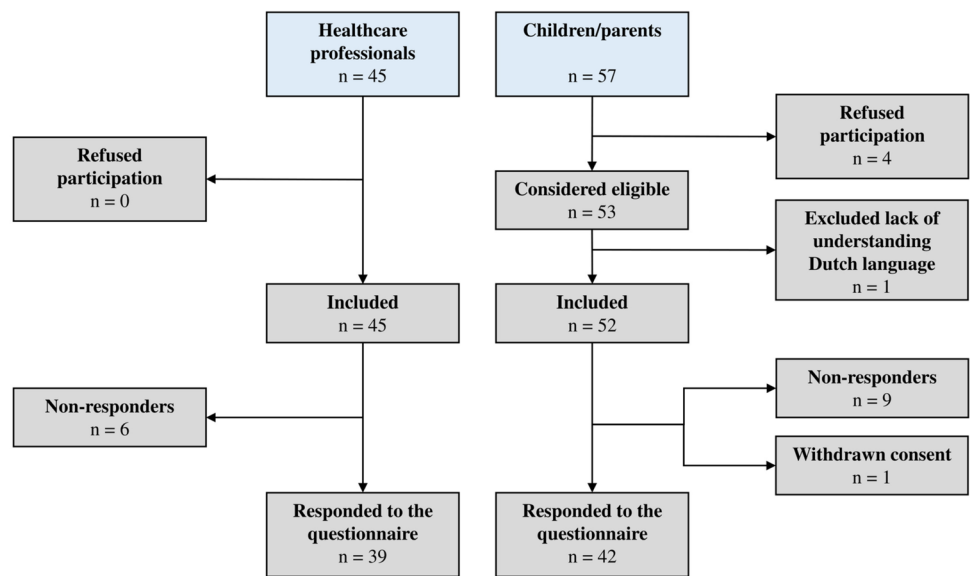 Healthcare
professionals
n = 45
Children/parents
n = 57
Refused
participation
n = 0
Refused
participation
n = 4
Considered eligible
n = 53
Excluded lack of
understanding
Dutch language
n = 1
Included
n = 45
Included
n = 52
Non-responders
n = 6
Non-responders
n = 9
Withdrawn consent
n = 1
Responded to the
questionnaire
n = 39
Responded to the
questionnaire
n = 42